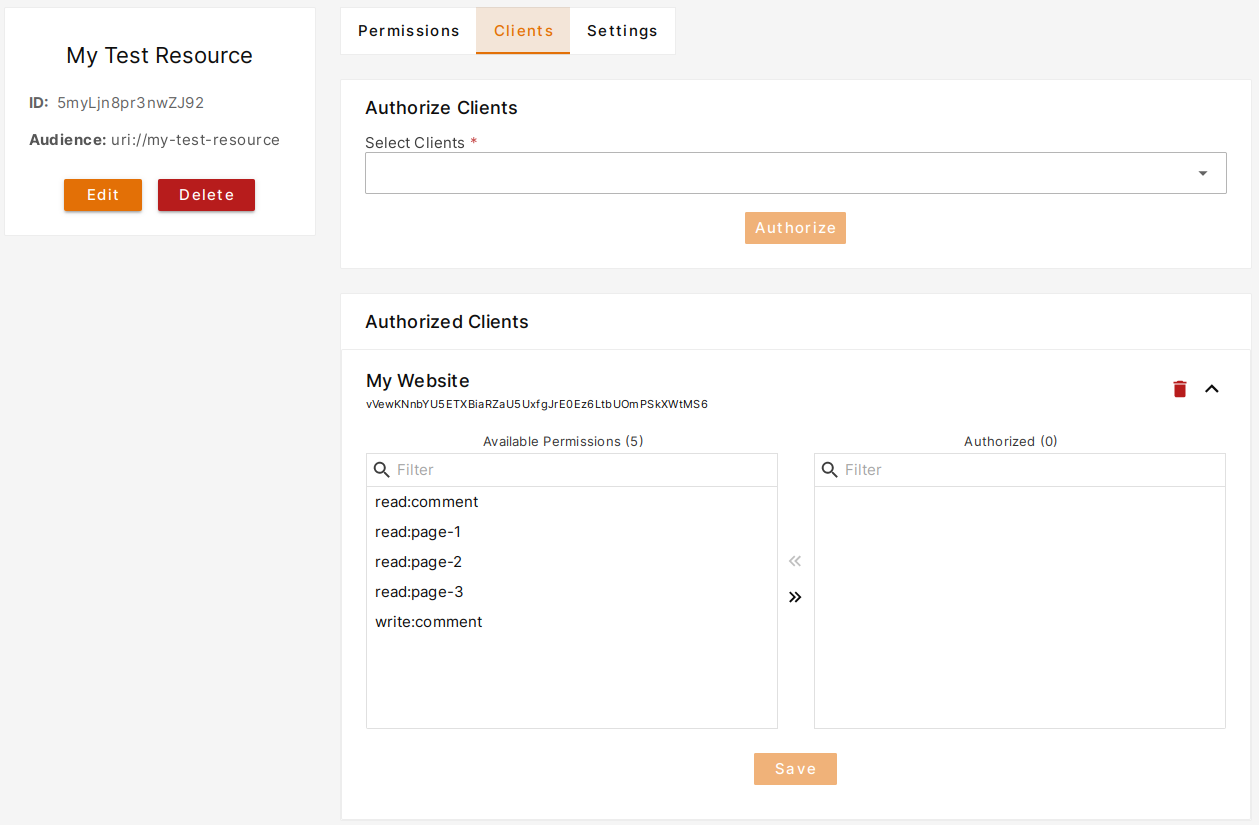 My Test Resource
ID: 5myLjn8pr3nwZJ92
Audience: uri://my-test-resource
Edit Delete
Permissions Clients Settings
Authorize Clients
Select Clients *
Authorize
Authorized Clients
My Website
vVewKNnbYU5ETXBiaRZaU5UxfgJrE0Ez6LtbUOmPSkXWtMS6
Available Permissions (5)
Filter
read:comment
read:page-1
read:page-2
read:page-3
write:comment
Authorized (0)
Filter
Save